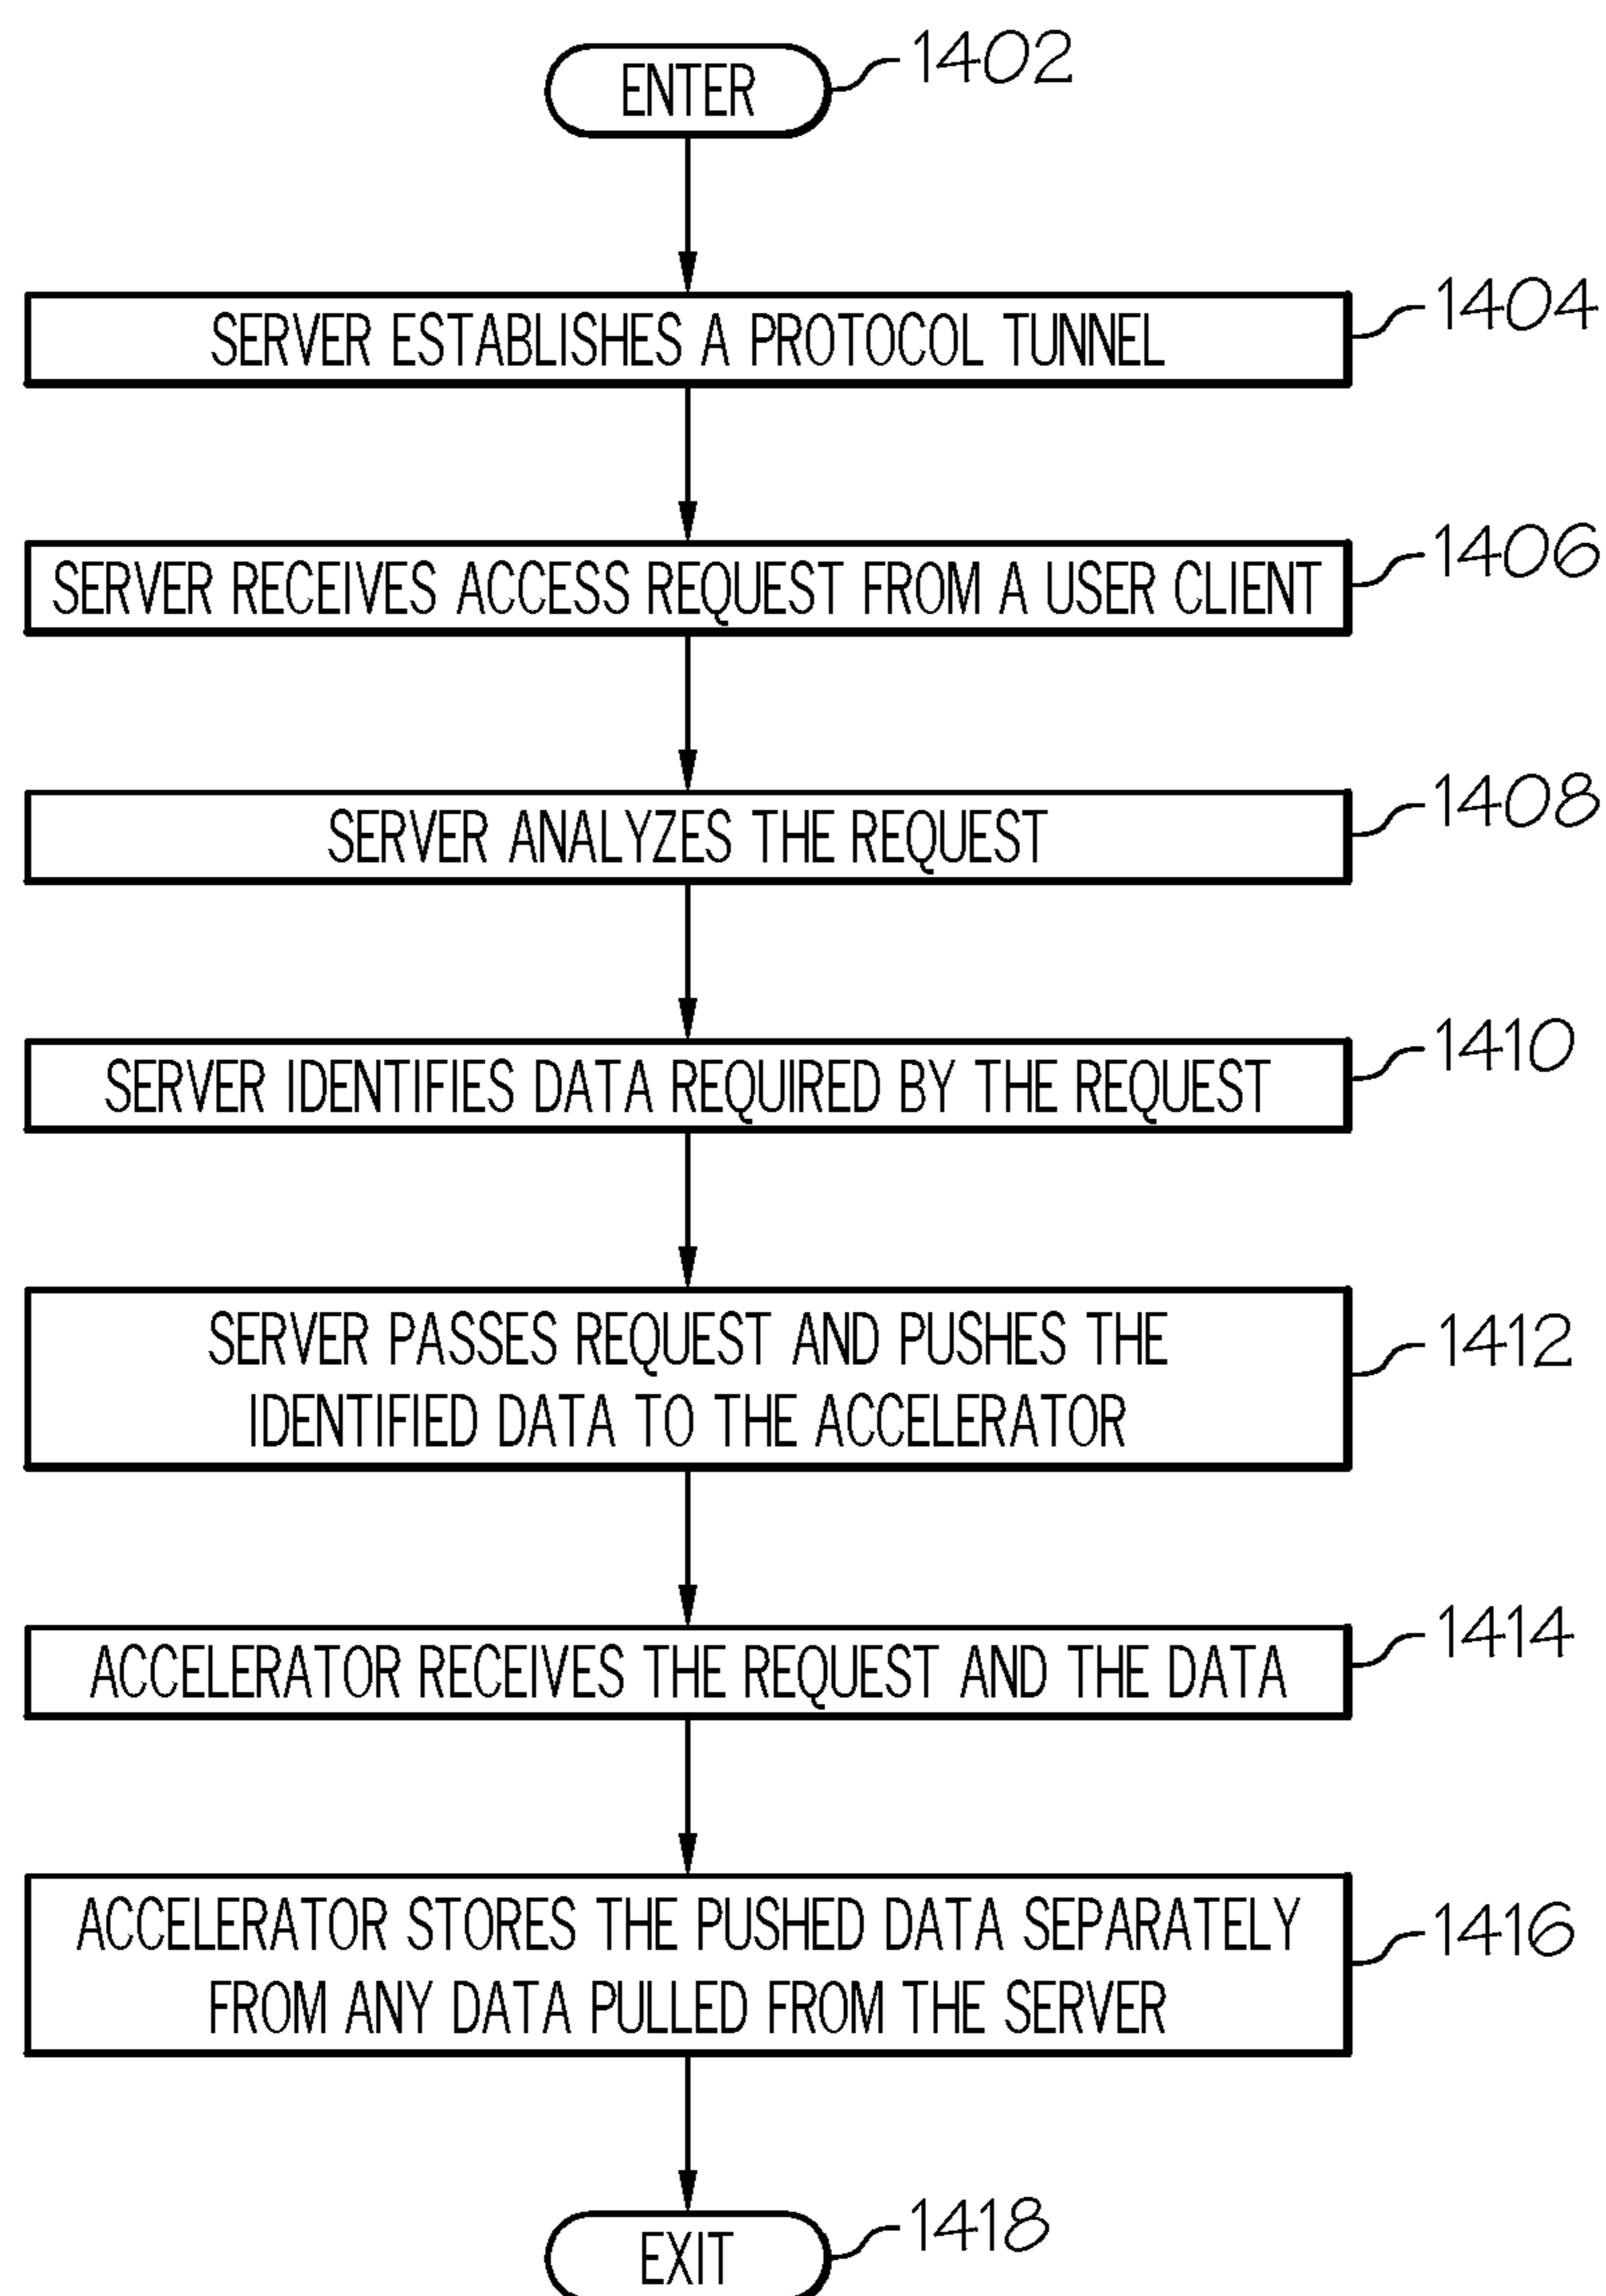 ENTER
1402
SERVER ESTABLISHES A PROTOCOL TUNNEL
1404
SERVER RECEIVES ACCESS REQUEST FROM A USER CLIENT
1406
SERVER ANALYZES THE REQUEST
1408
SERVER IDENTIFIES DATA REQUIRED BY THE REQUEST
1410
SERVER PASSES REQUEST AND PUSHES THE
IDENTIFIED DATA TO THE ACCELERATOR
1412
ACCELERATOR RECEIVES THE REQUEST AND THE DATA
1414
ACCELERATOR STORES THE PUSHED DATA SEPARATELY
FROM ANY DATA PULLED FROM THE SERVER
1416
EXIT
1418